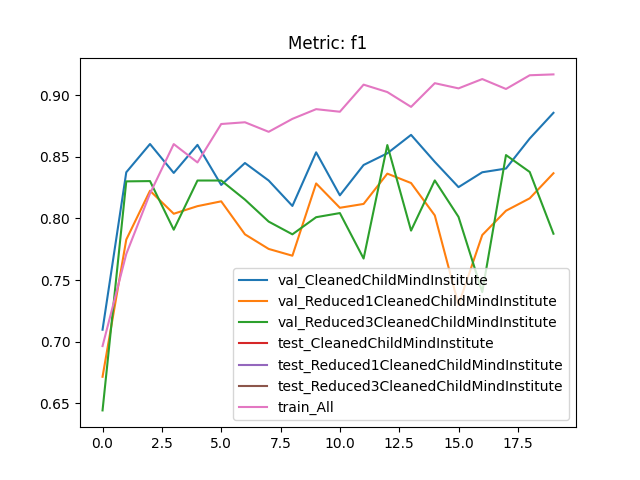 Metric: f1
0.90
0.85
0.80
0.75
0.70
0.65
val_CleanedChildMindInstitute
val_Reduced1CleanedChildMindInstitute
val_Reduced3CleanedChildMindInstitute
test_CleanedChildMindInstitute
test_Reduced1CleanedChildMindInstitute
test_Reduced3CleanedChildMindInstitute
train_All
0.0 2.5 5.0 7.5 10.0 12.5 15.0 17.5